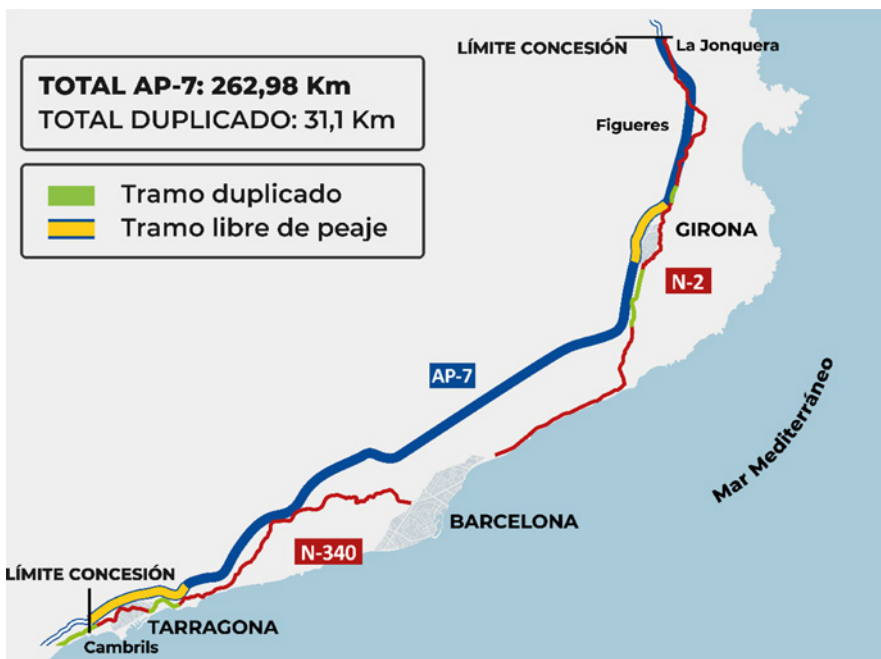 LÍMITE CONCESIÓN
La Jonquera
TOTAL AP-7: 262,98 Km
TOTAL DUPLICADO: 31,1 Km
Figueres
Tramo duplicado
Tramo libre de peaje
GIRONA
N-2
AP-7
Mar Mediterráneo
BARCELONA
N-340
LÍMITE CONCESIÓN
TARRAGONA
Cambrils